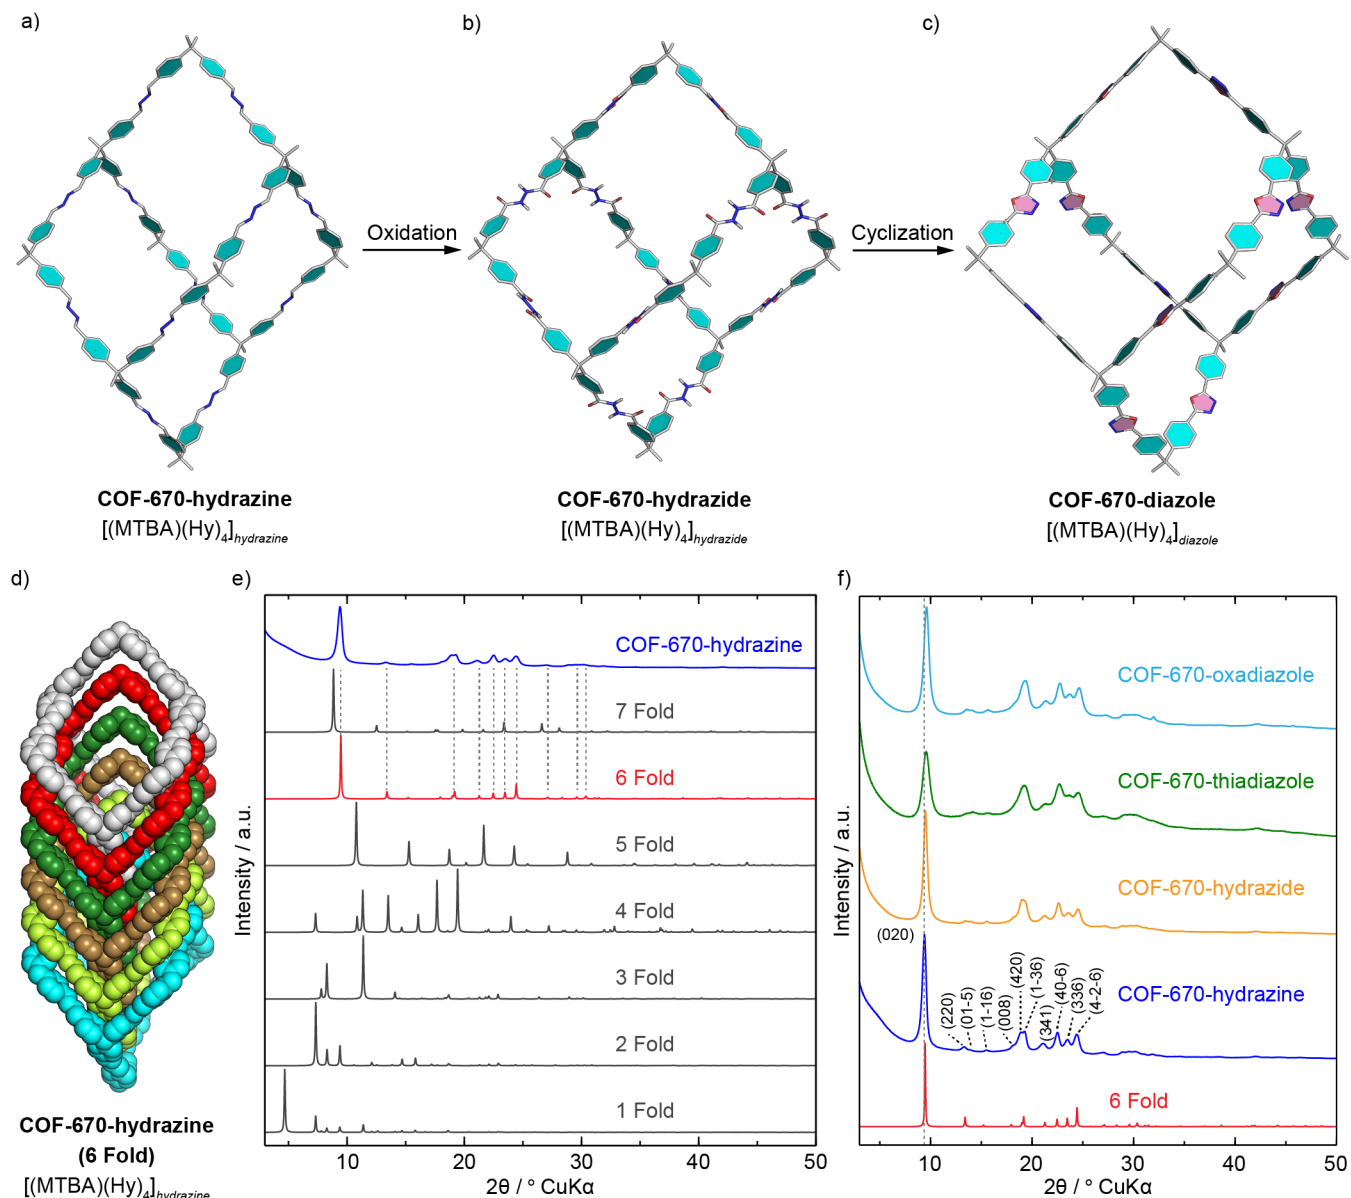 a)
b)
c)
Oxidation
Cyclization
COF-670-hydrazine
[(MTBA)(Hy)4]hydrazine
COF-670-hydrazide
[(MTBA)(Hy)4]hydrazide
COF-670-diazole
[(MTBA)(Hy)4]diazole
d)
COF-670-hydrazine
(6 Fold)
[(MTBA)(Hy)4]hydrazine
e)
Intensity / a.u.
COF-670-hydrazine
7 Fold
6 Fold
5 Fold
4 Fold
3 Fold
2 Fold
1 Fold
10
20
30
40
50
2θ / ° CuKα
f)
Intensity / a.u.
COF-670-oxadiazole
COF-670-thiadiazole
COF-670-hydrazide
(020)
COF-670-hydrazine
(220)
(01-5)
(1-16)
(008)
(420)
(1-36)
(341)
(40-6)
(336)
(4-2-6)
6 Fold
10
20
30
40
50
2θ / ° CuKα